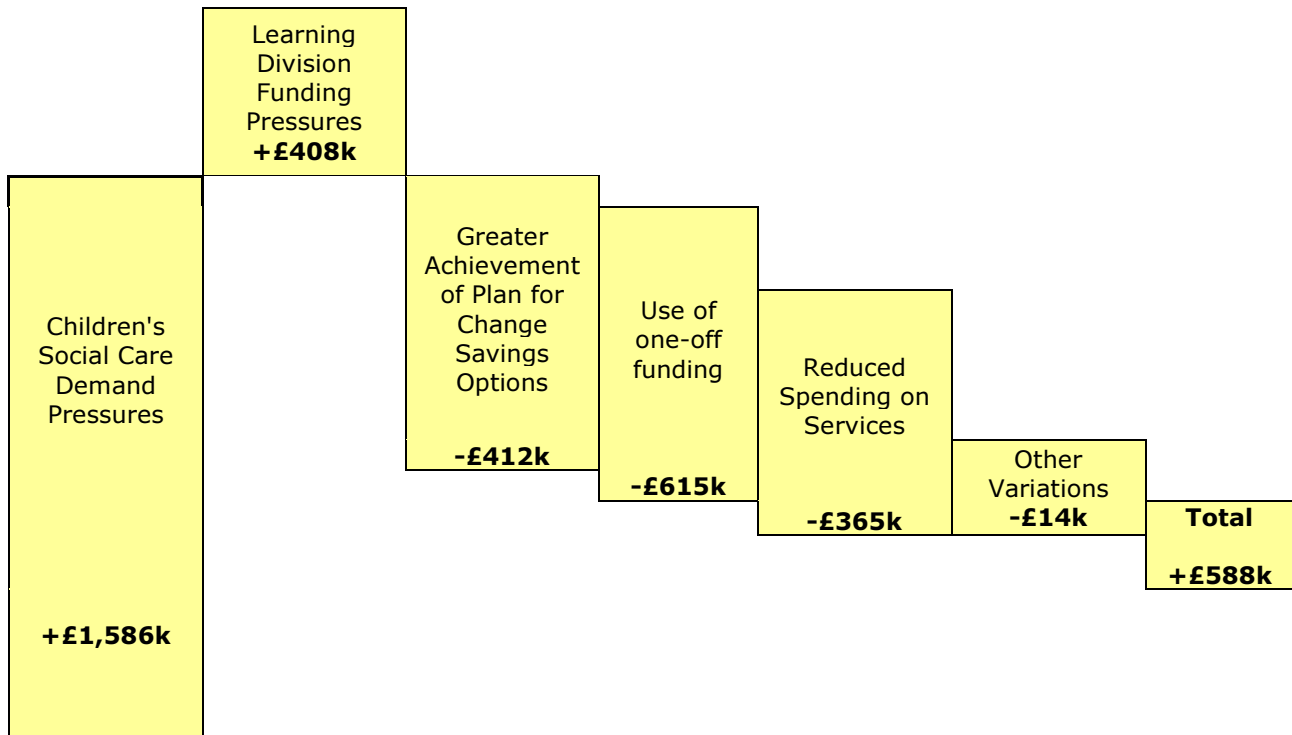 Learning
Division
Funding
Pressures
+£408k
Children's
Social Care
Demand
Pressures
+£1,586k
Greater
Achievement
of Plan for
Change
Savings
Options
-£412k
Use of
one-off
funding
-£615k
Reduced
Spending on
Services
-£365k
Other
Variations
-£14k
Total
+£588k